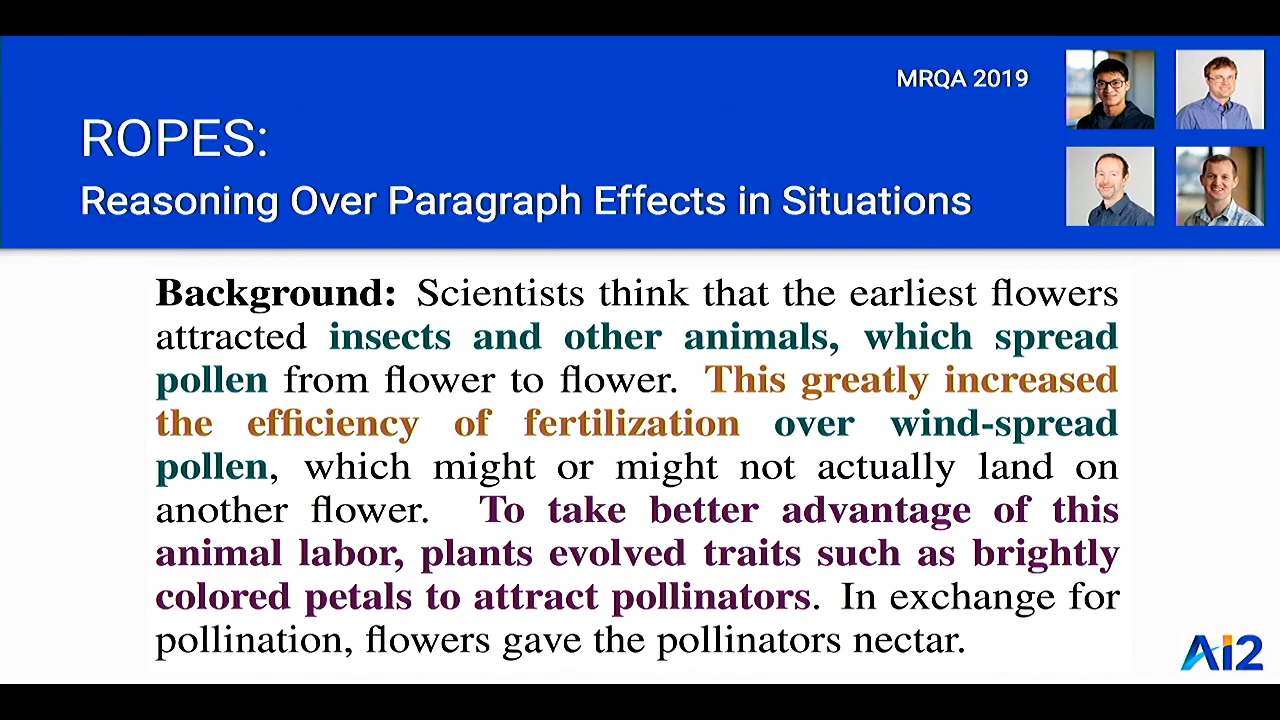 MRQA 2019
ROPES:
Reasoning Over Paragraph Effects in Situations
Background: Scientists think that the earliest flowers
attracted insects and other animals, which spread
pollen from flower to flower. This greatly increased
the efficiency of fertilization over wind-spread
pollen, which might or might not actually land on
another flower. To take better advantage of this
animal labor, plants evolved traits such as brightly
colored petals to attract pollinators. In exchange for
pollination, flowers gave the pollinators nectar.
Ai2